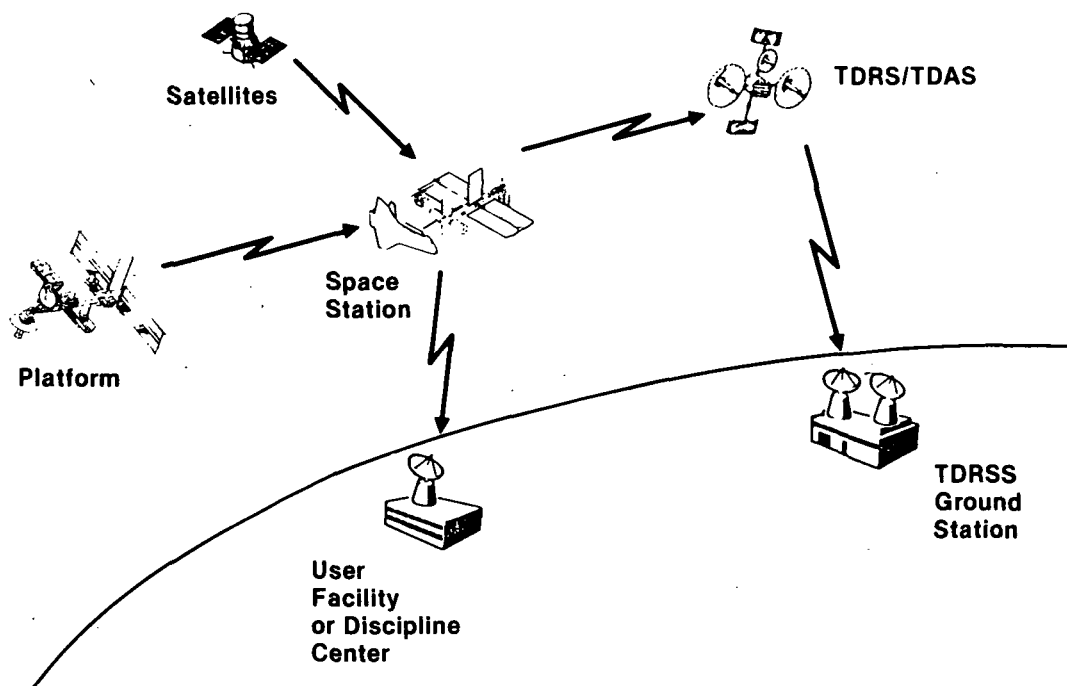 Satellites
TDRS/TDAS
Space
Station
Platform
TDRSS
Ground
Station
User
Facility
or Discipline
Center